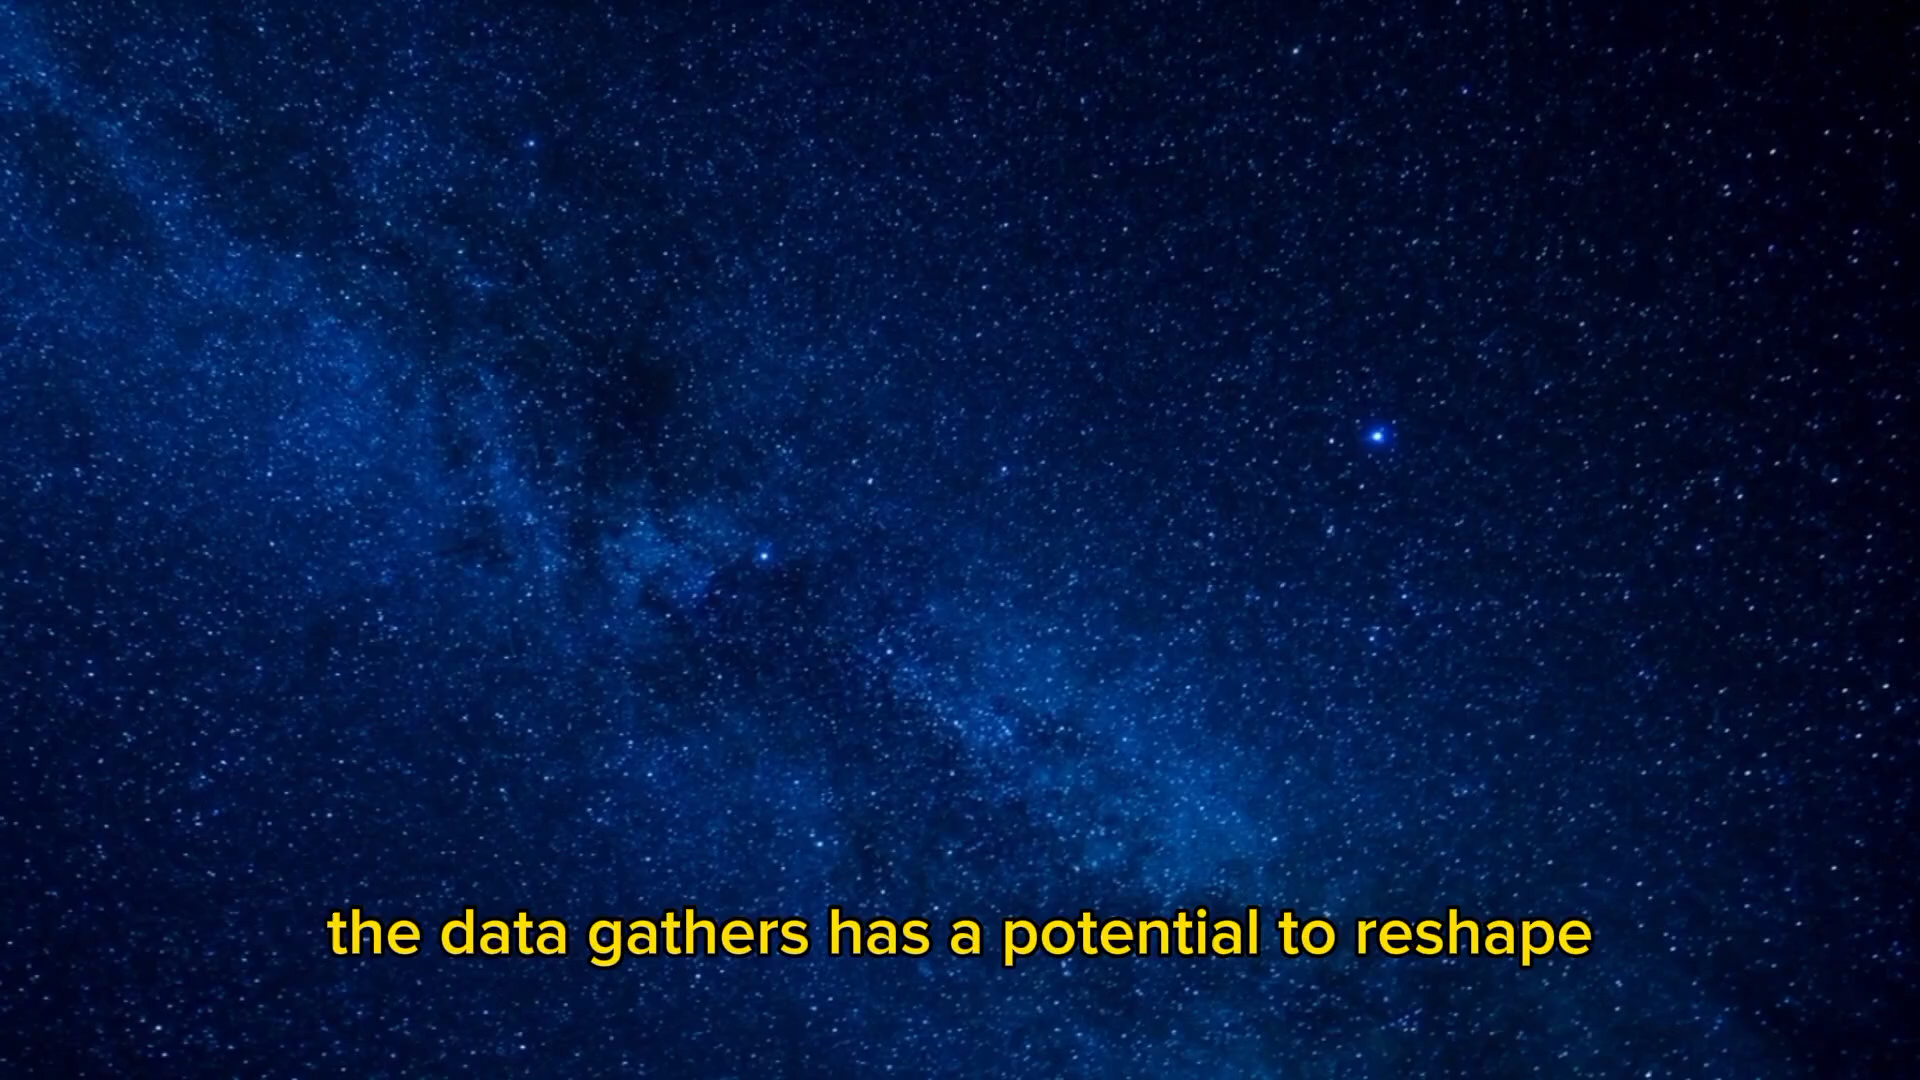 the data gathers has a potential to reshape